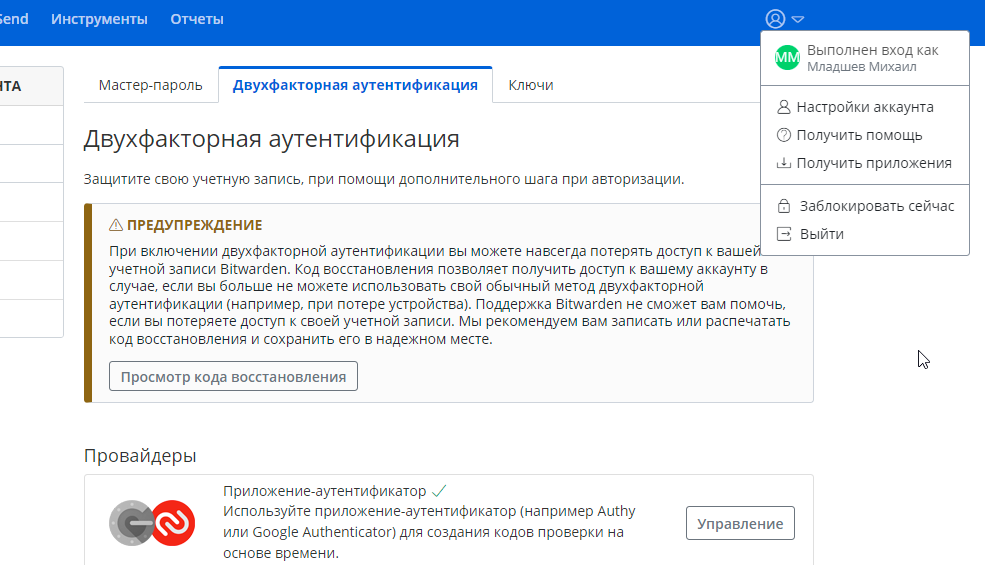 Send Инструменты Отчеты
ММ Выполнен вход как
Младшев Михаил
НТА
Мастер-пароль Двухфакторная аутентификация Ключи
Настройки аккаунта
Получить помощь
Получить приложения
Заблокировать сейчас
Выйти
Двухфакторная аутентификация
Защитите свою учетную запись, при помощи дополнительного шага при авторизации.
ПРЕДУПРЕЖДЕНИЕ
При включении двухфакторной аутентификации вы можете навсегда потерять доступ к вашей
учетной записи Bitwarden. Код восстановления позволяет получить доступ к вашему аккаунту в
случае, если вы больше не можете использовать свой обычный метод двухфакторной
аутентификации (например, при потере устройства). Поддержка Bitwarden не сможет вам помочь,
если вы потеряете доступ к своей учетной записи. Мы рекомендуем вам записать или распечатать
код восстановления и сохранить его в надежном месте.
Просмотр кода восстановления
Провайдеры
Приложение-аутентификатор
Используйте приложение-аутентификатор (например Authy
или Google Authenticator) для создания кодов проверки на
основе времени.
Управление